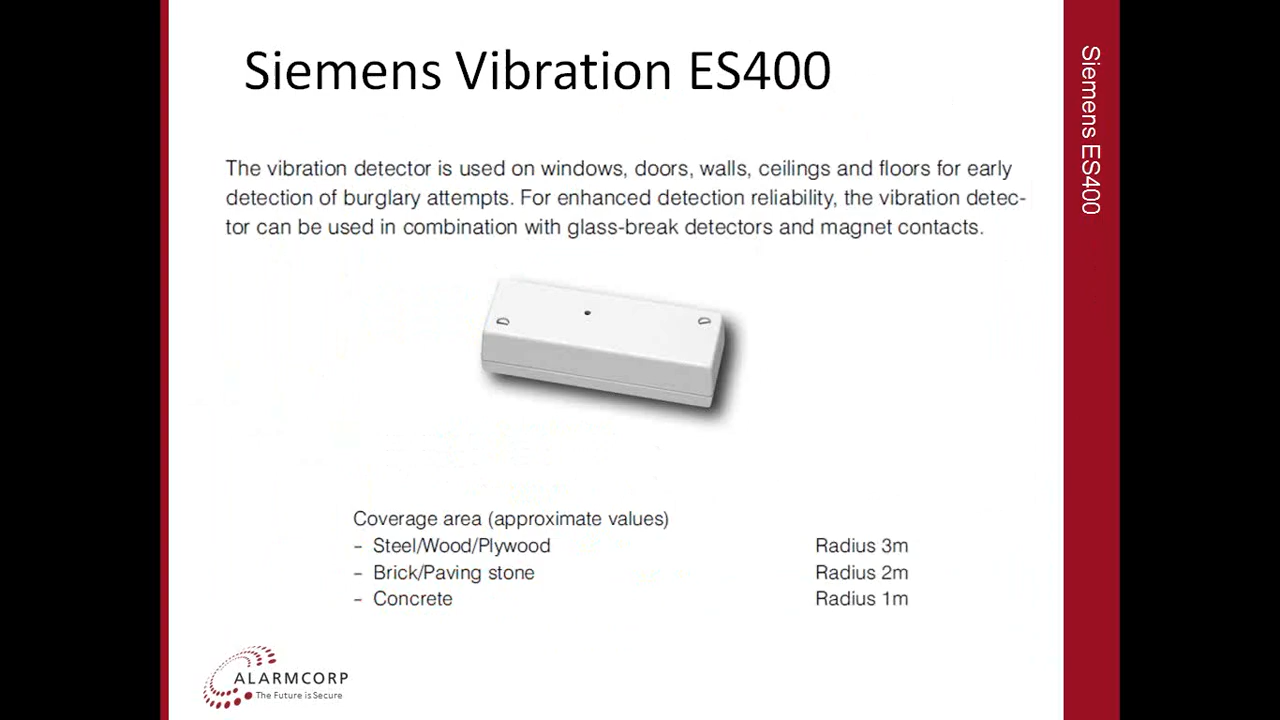 Siemens Vibration ES400
Siemens ES400
The vibration detector is used on windows, doors, walls, ceilings and floors for early
detection of burglary attempts. For enhanced detection reliability, the vibration detec-
tor can be used in combination with glass-break detectors and magnet contacts.
Coverage area (approximate values)
– Steel/Wood/Plywood Radius 3m
– Brick/Paving stone Radius 2m
– Concrete Radius 1m
ALARMCORP
The Future is Secure